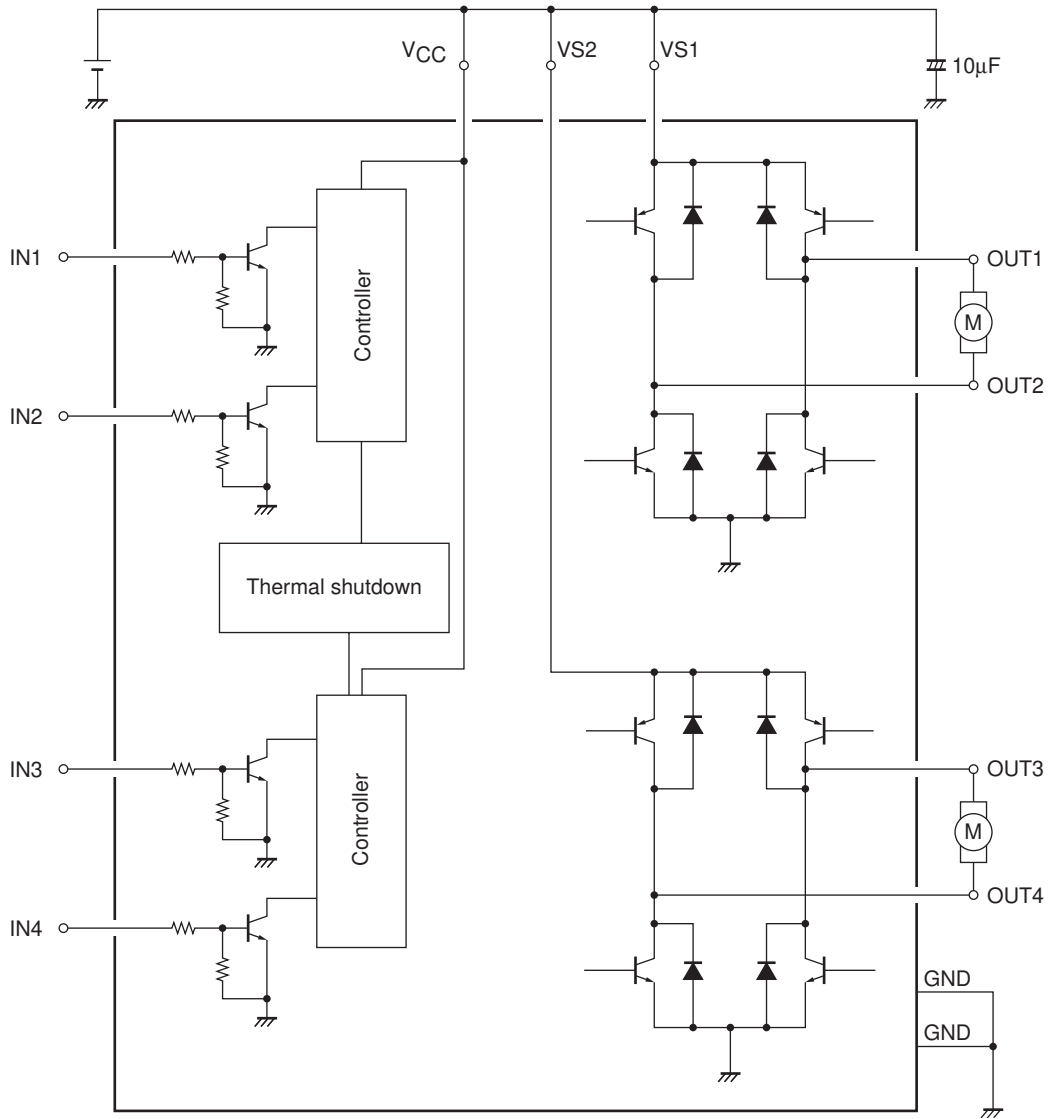 VCC
VS2
VS1
10μF
IN1
Controller
OUT1
M
OUT2
IN2
Thermal shutdown
IN3
Controller
OUT3
M
OUT4
IN4
GND
GND